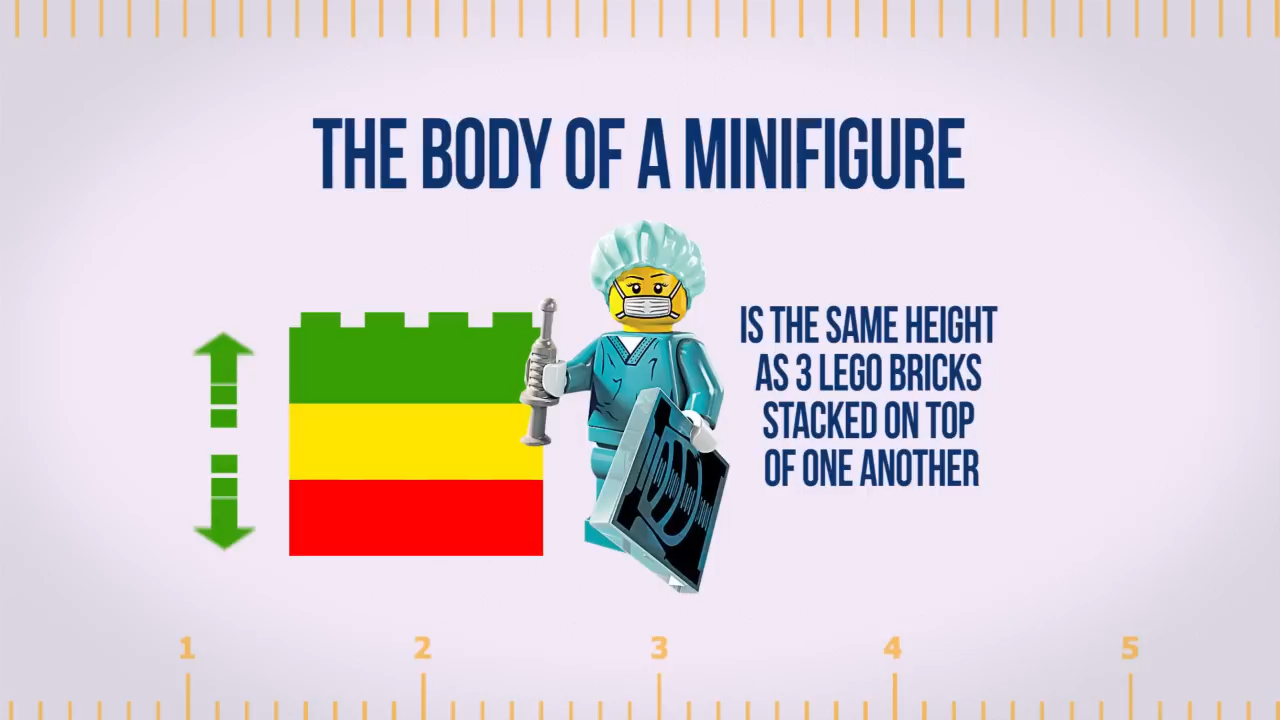 THE BODY OF A MINIFIGURE
IS THE SAME HEIGHT
AS 3 LEGO BRICKS
STACKED ON TOP
OF ONE ANOTHER
1 2 3 4 5